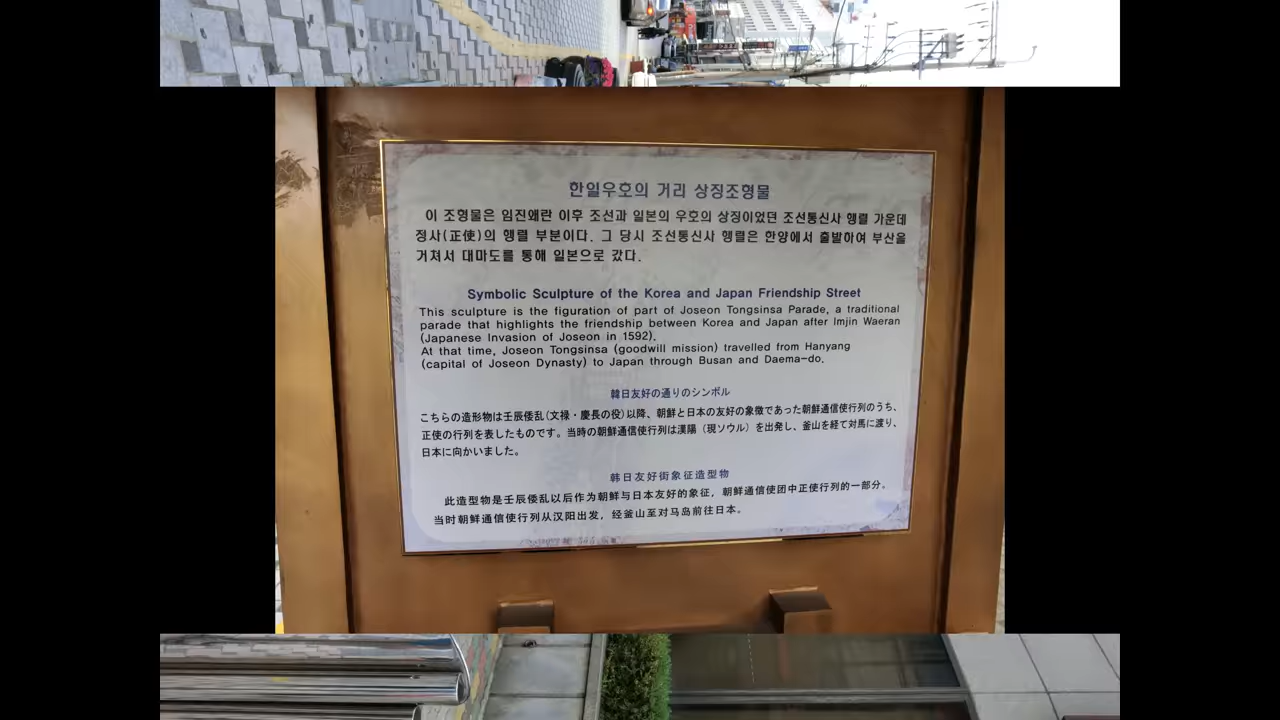 한일우호의 거리 상징조형물
이 조형물은 임진왜란 이후 조선과 일본의 우호의 상징이었던 조선통신사 행렬 가운데
정사(正使)의 행렬 부분이다. 그 당시 조선통신사 행렬은 한양에서 출발하여 부산을
거쳐서 대마도를 통해 일본으로 갔다.
Symbolic Sculpture of the Korea and Japan Friendship Street
This sculpture is the figuration of part of Joseon Tongsinsa Parade, a traditional
parade that highlights the friendship between Korea and Japan after Imjin Waeran
(Japanese Invasion of Joseon in 1592).
At that time, Joseon Tongsinsa (goodwill mission) travelled from Hanyang
(capital of Joseon Dynasty) to Japan through Busan and Daema-do.
韓日友好の通りのシンボル
こちらの造形物は壬辰倭乱(文禄・慶長の役)以降、朝鮮と日本の友好の象徴であった朝鮮通信使行列のうち、
正使の行列を表したものです。当時の朝鮮通信使行列は漢陽（現ソウル）を出発し、釜山を経て対馬に渡り、
日本に向かいました。
韩日友好街象征造型物
此造型物是壬辰倭乱以后作为朝鲜与日本友好的象征，朝鲜通信使团中正使行列的一部分。
当时朝鲜通信使行列从汉阳出发，经釜山至对马岛前往日本。